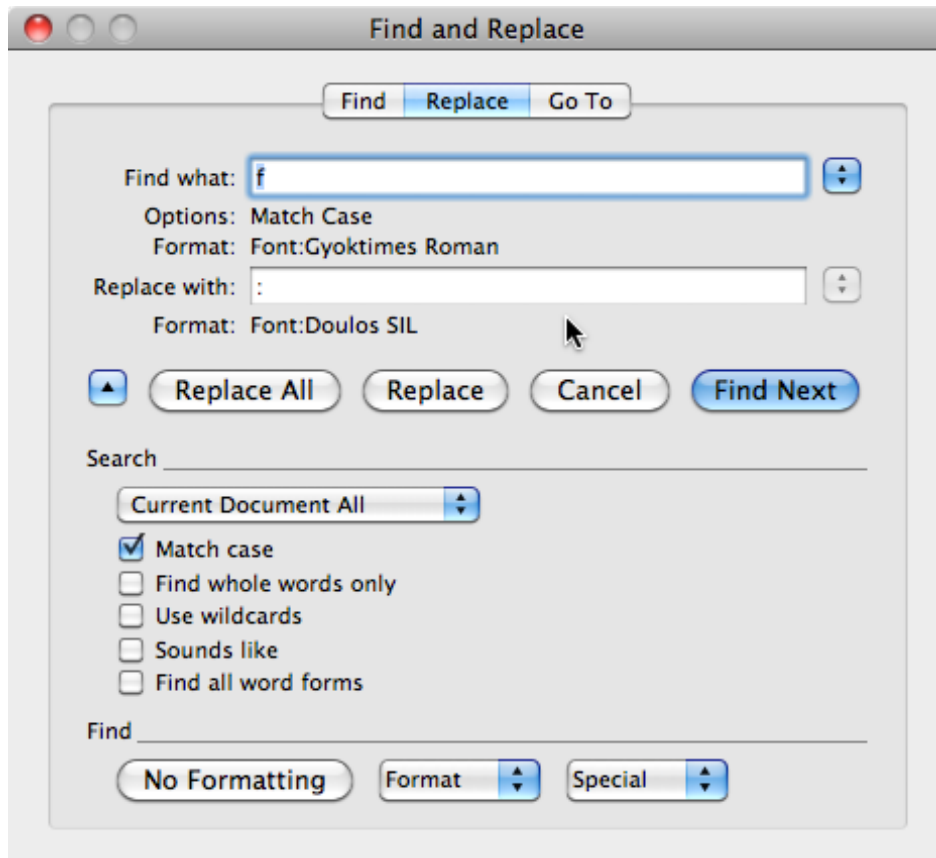 Find and Replace
Find Replace Go To
Find what: f
Options: Match Case
Format: Font:Gyoktimes Roman
Replace with: :
Format: Font:Doulos SIL
Replace All Replace Cancel Find Next
Search
Current Document All
Match case
Find whole words only
Use wildcards
Sounds like
Find all word forms
Find
No Formatting Format Special